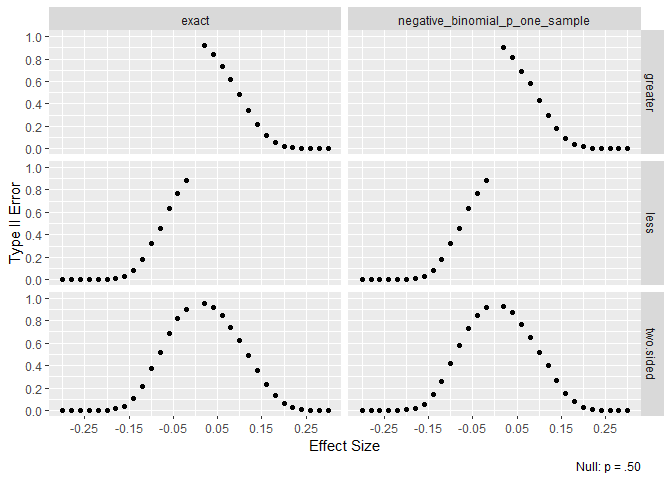 exact
negative_binomial_p_one_sample
1.0
0.8
0.6
0.4
0.2
0.0
greater
1.0
0.8
0.6
0.4
0.2
0.0
less
1.0
0.8
0.6
0.4
0.2
0.0
two.sided
Type II Error
-0.25 -0.15 -0.05 0.05 0.15 0.25
-0.25 -0.15 -0.05 0.05 0.15 0.25
Effect Size
Null: p = .50